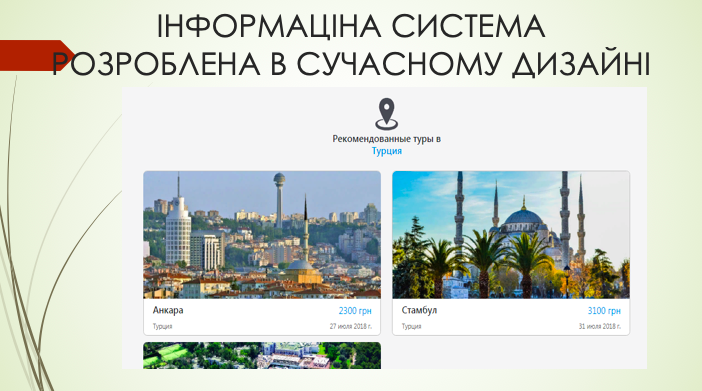 ІНФОРМАЦІНА СИСТЕМА
РОЗРОБЛЕНА В СУЧАСНОМУ ДИЗАЙНІ
Рекомендованные туры в
Турция
Анкара 2300 грн
Турция 27 июля 2018 г.
Стамбул 3100 грн
Турция 31 июля 2018 г.